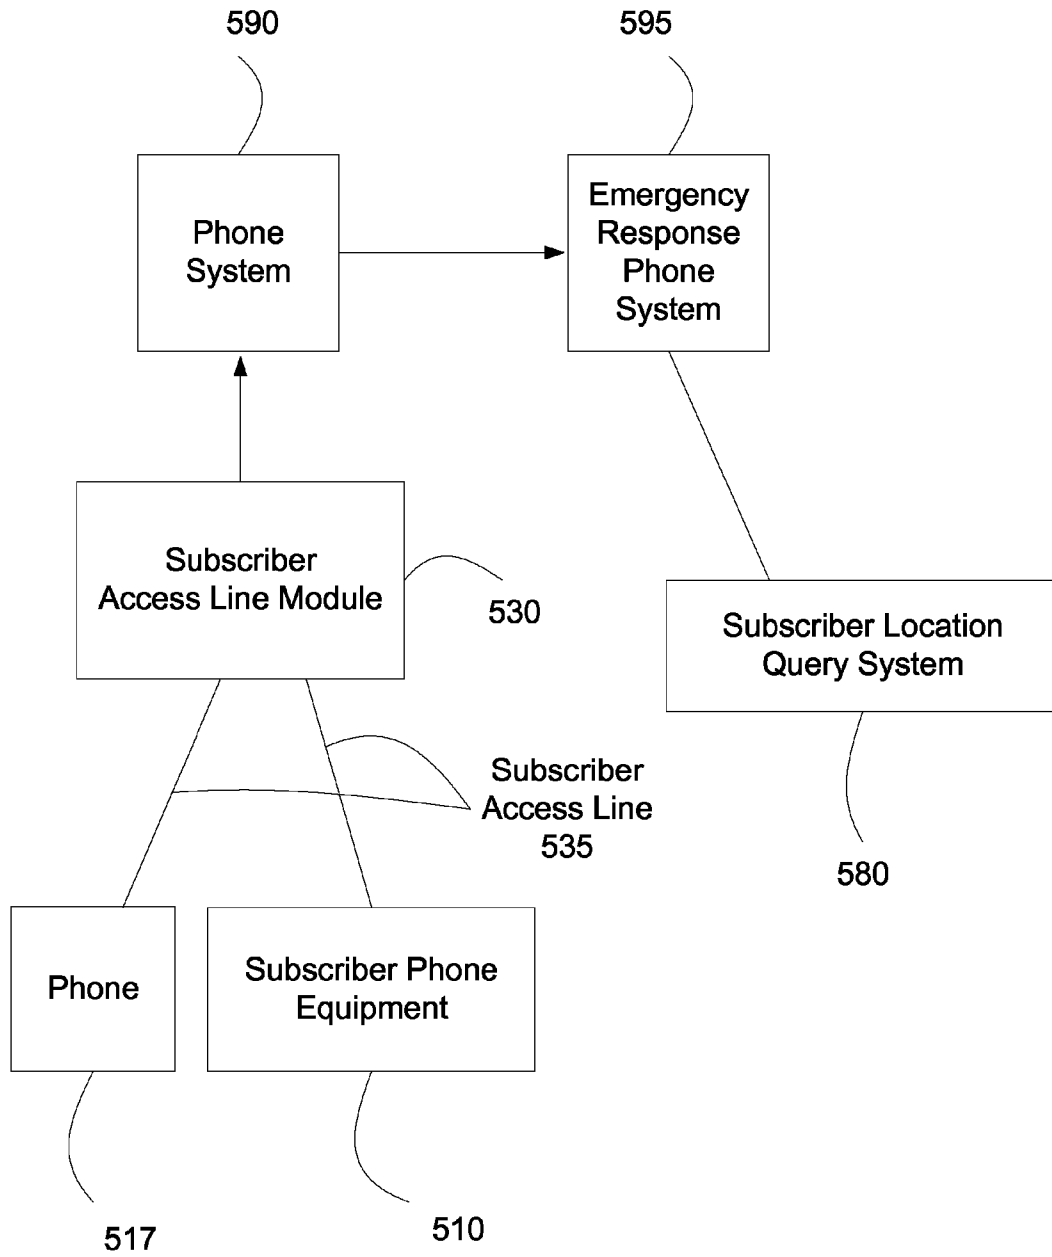 590
595
Phone
System
Emergency
Response
Phone
System
Subscriber
Access Line Module
530
Subscriber Location
Query System
Subscriber
Access Line
535
580
Phone
Subscriber Phone
Equipment
517
510